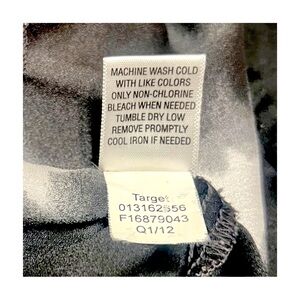 MACHINE WASH COLD
WITH LIKE COLORS
ONLY NON-CHLORINE
BLEACH WHEN NEEDED
TUMBLE DRY LOW
REMOVE PROMPTLY
COOL IRON IF NEEDED
Target
013162556
F16879043
Q1/12